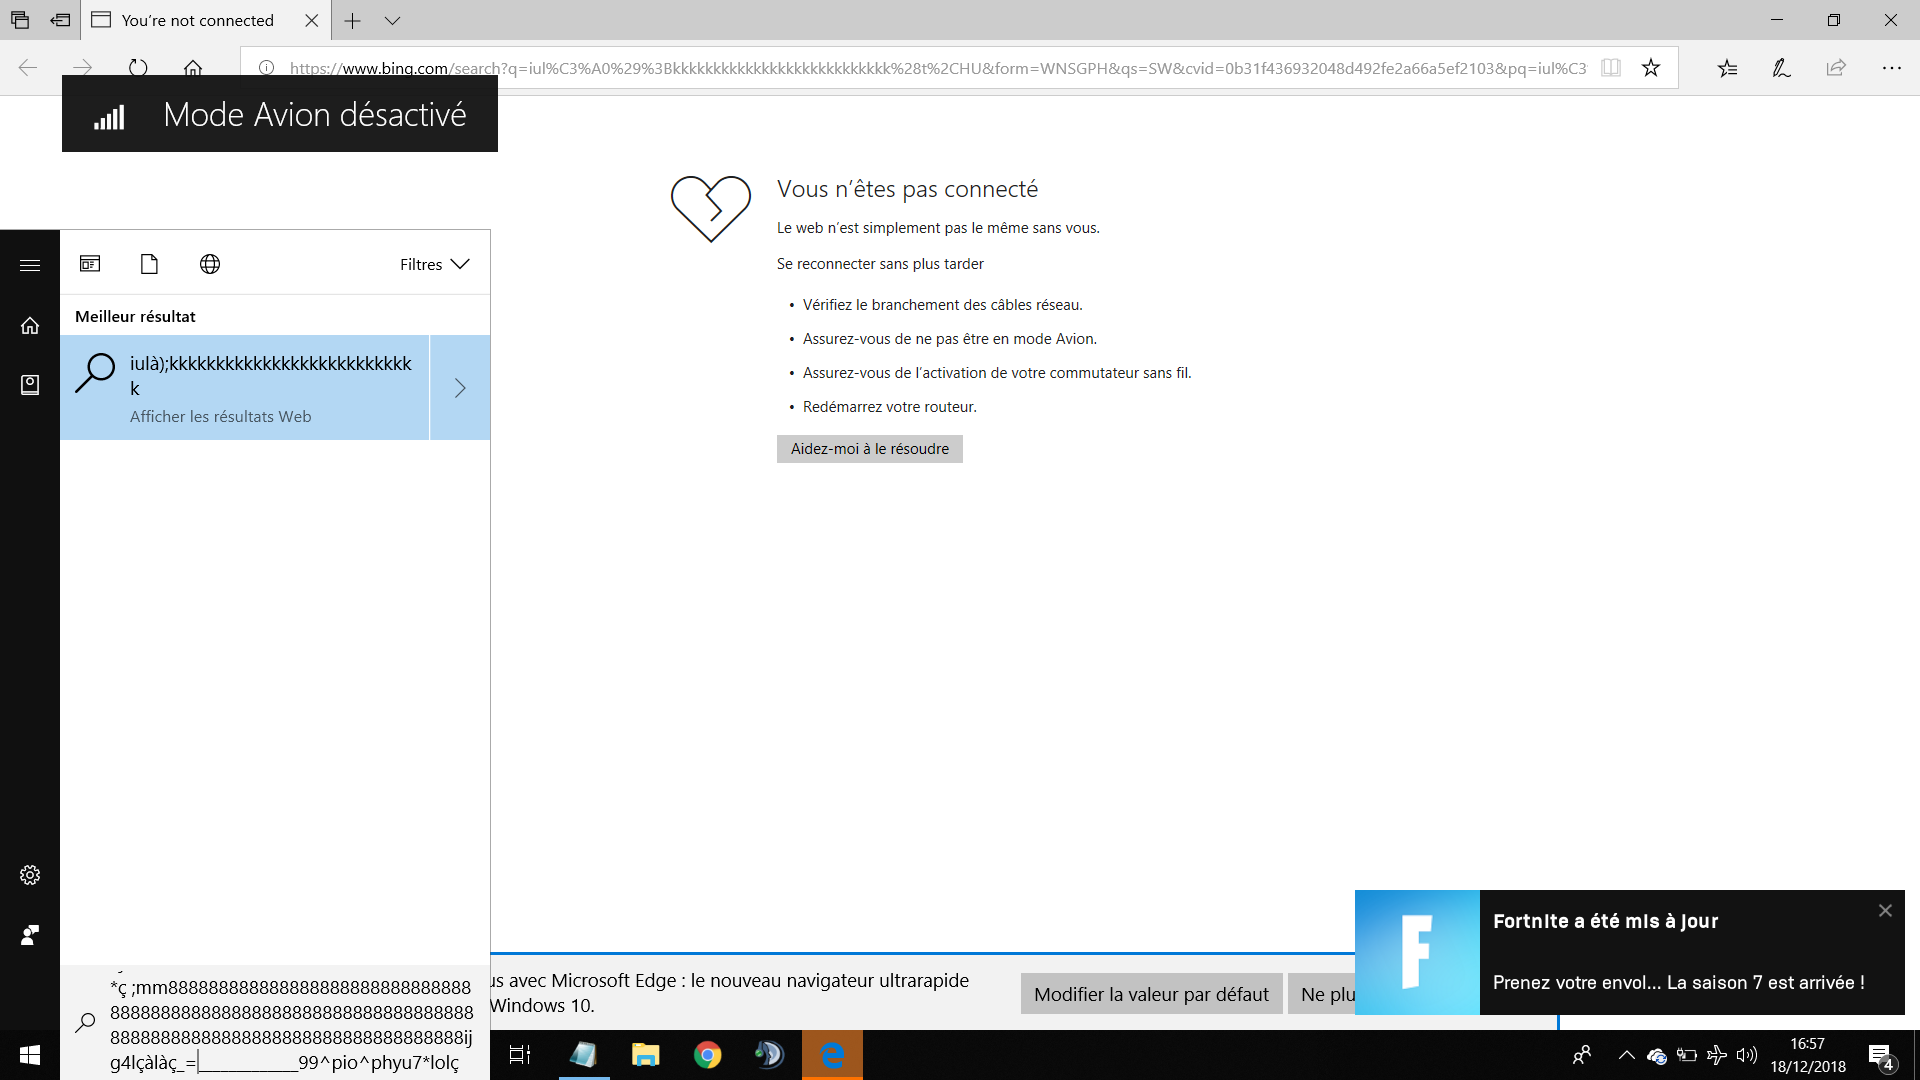 You're not connected
https://www.bing.com/search?q=iul%C3%A0%29%3Bkkkkkkkkkkkkkkkkkkkkkkkkkkk%28t%2CHU&form=WNSGPH&qs=SW&cvid=0b31f436932048d492fe2a66a5ef2103&pq=iul%C3
Mode Avion désactivé
Vous n'êtes pas connecté
Le web n'est simplement pas le même sans vous.
Se reconnecter sans plus tarder
• Vérifiez le branchement des câbles réseau.
• Assurez-vous de ne pas être en mode Avion.
• Assurez-vous de l'activation de votre commutateur sans fil.
• Redémarrez votre routeur.
Aidez-moi à le résoudre
Filtres
Meilleur résultat
iulà);kkkkkkkkkkkkkkkkkkkkkkkkkk
k
Afficher les résultats Web
*ç ;mm888888888888888888888888888888
888888888888888888888888888888888888
88888888888888888888888888888888888ij
g4lçàlàç_=____________99^pio^phyu7*lolç
us avec Microsoft Edge : le nouveau navigateur ultrarapide
Windows 10.
Modifier la valeur par défaut
Ne plu
Fortnite a été mis à jour
Prenez votre envol... La saison 7 est arrivée !
16:57
18/12/2018
4